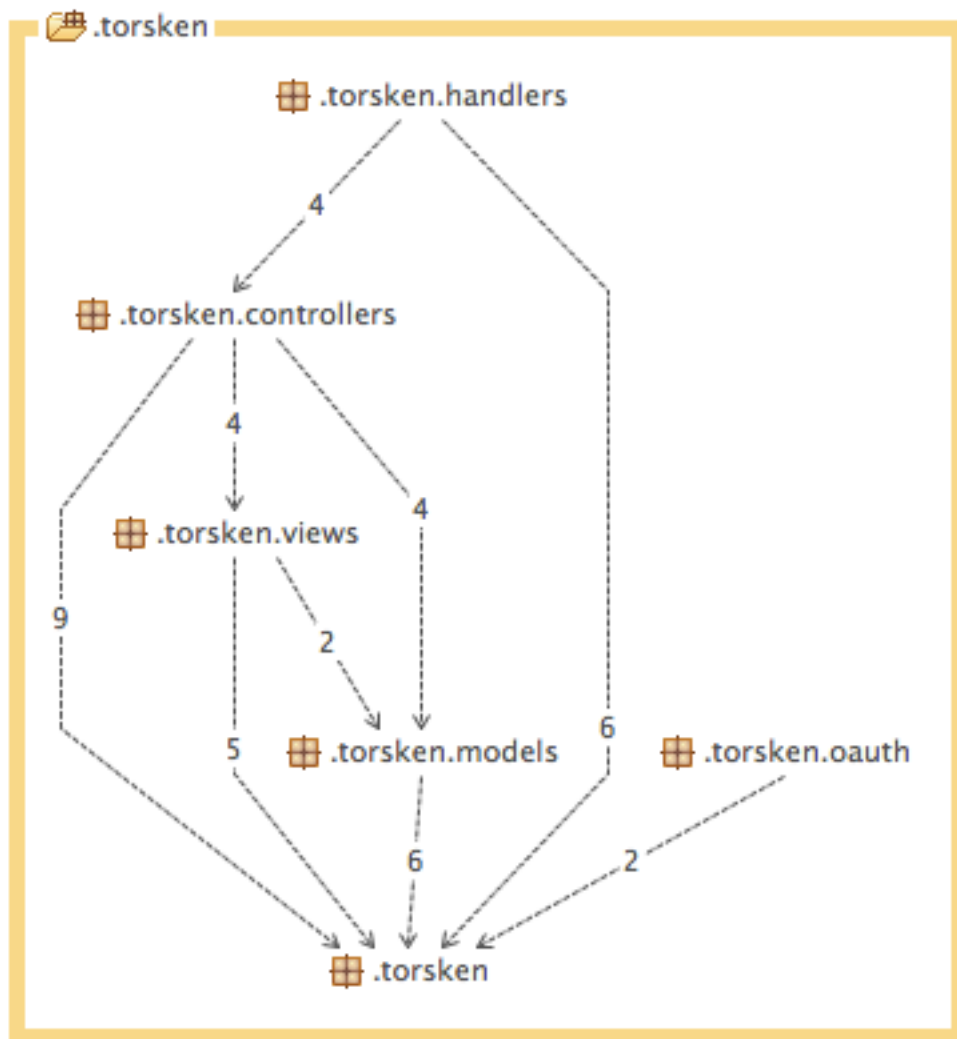 .torsken
.torsken.handlers
4
.torsken.controllers
4
4
.torsken.views
9
2
6
5
.torsken.models
.torsken.oauth
6
2
.torsken